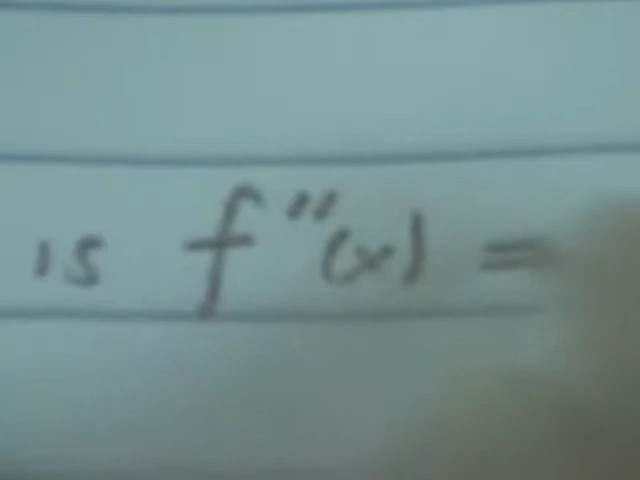 is f''(x) =